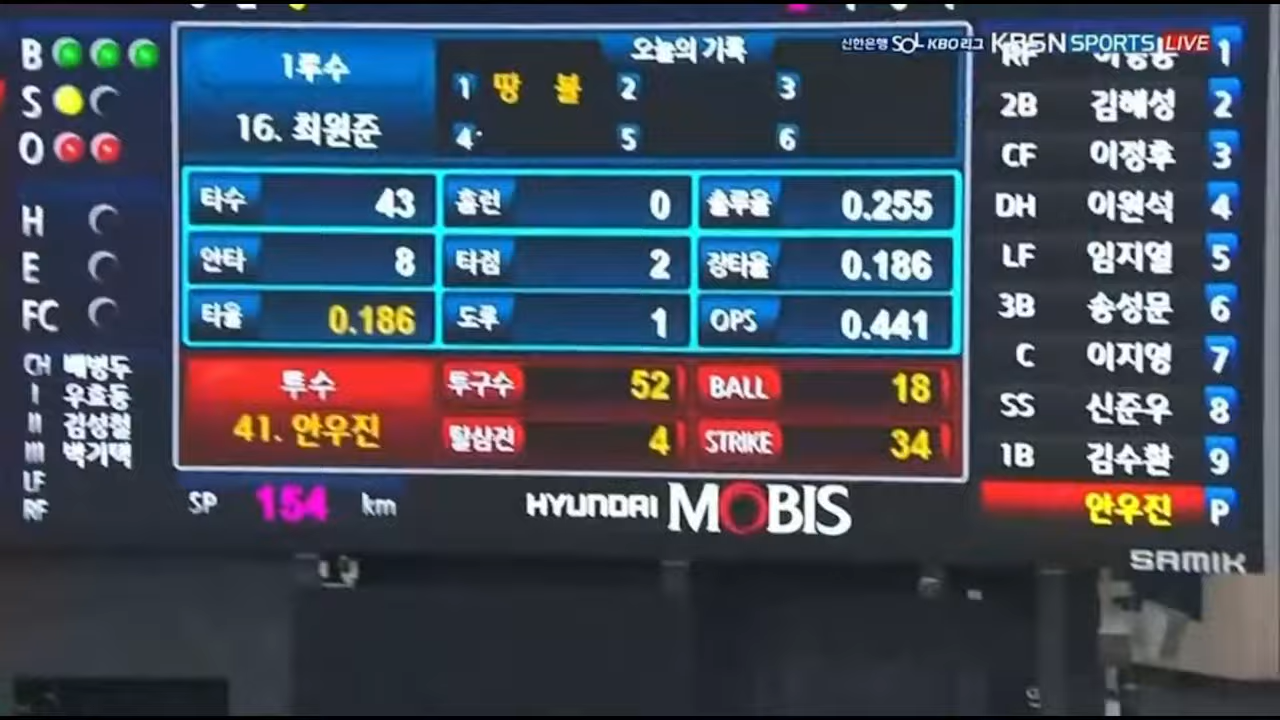 신한은행 SOL KBO리그 KBSN SPORTS LIVE
B
S
O
H
E
FC
CH 배병두
I 우효동
II 김성철
III 박기택
LF
RF
1루수
16. 최원준
오늘의 기록
1 땅 볼 2 3
4 5 6
타수 43 홈런 0 출루율 0.255
안타 8 타점 2 장타율 0.186
타율 0.186 도루 1 OPS 0.441
투수 투구수 52 BALL 18
41. 안우진 탈삼진 4 STRIKE 34
SP 154 km
HYUNDAI MOBIS
RF 1
2B 김혜성 2
CF 이정후 3
DH 이원석 4
LF 임지열 5
3B 송성문 6
C 이지영 7
SS 신준우 8
1B 김수환 9
안우진 P
SAMIK